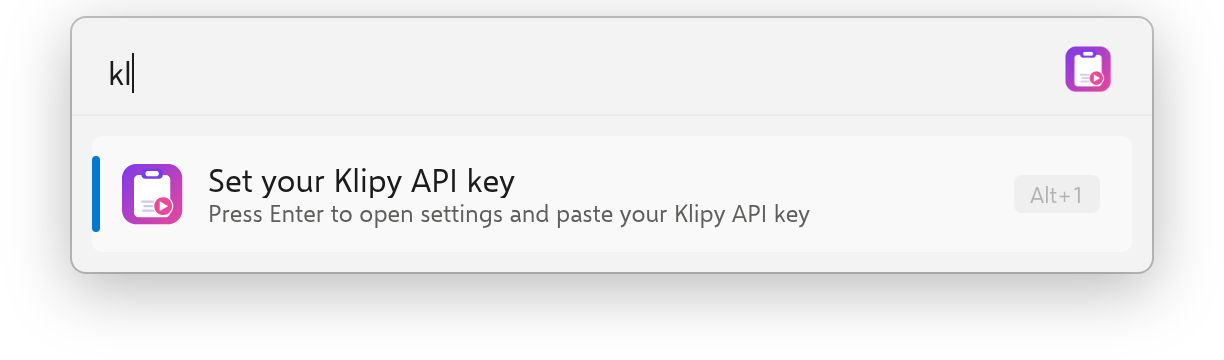 kl
Set your Klipy API key
Press Enter to open settings and paste your Klipy API key
Alt+1